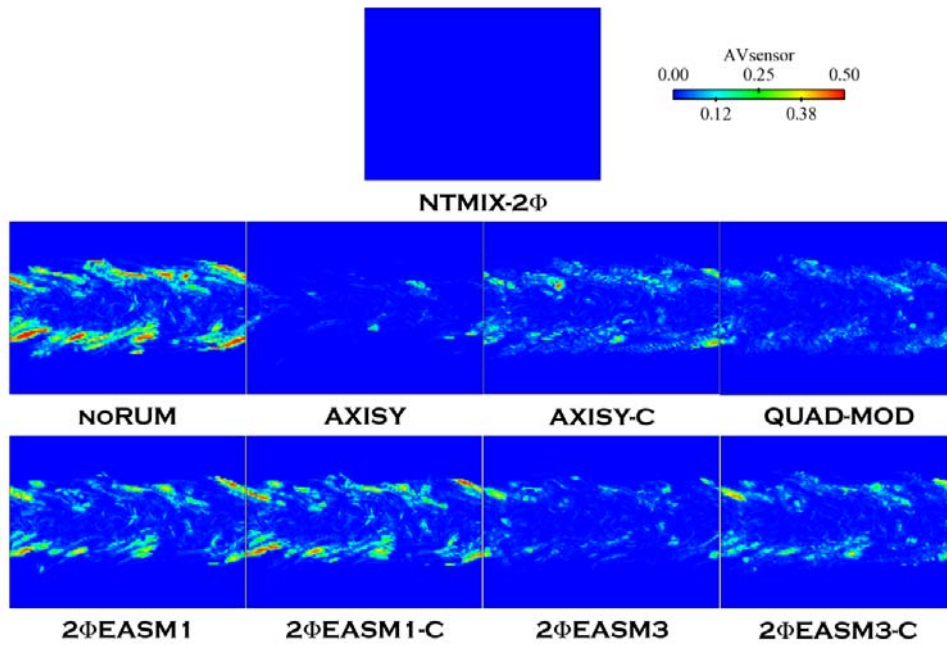 AVsensor
0.00 0.25 0.50
0.12 0.38
NTMIX-2Φ
NORUM AXISY AXISY-C QUAD-MOD
2ΦEASM1 2ΦEASM1-C 2ΦEASM3 2ΦEASM3-C